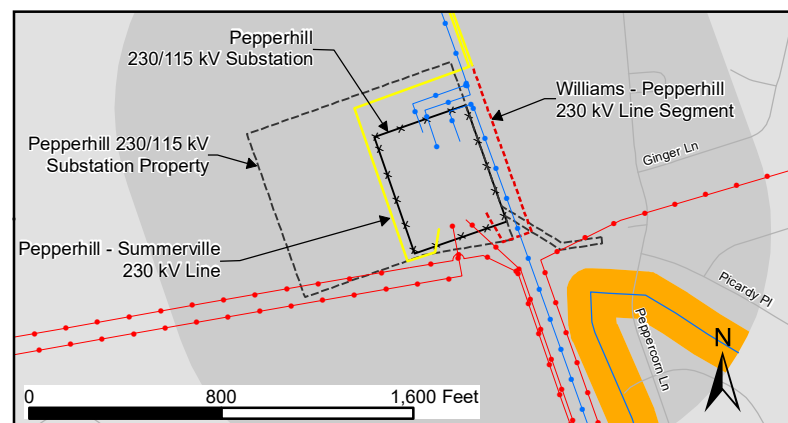 Pepperhill
230/115 kV Substation
Williams - Pepperhill
230 kV Line Segment
Pepperhill 230/115 kV
Substation Property
Ginger Ln
Pepperhill - Summerville
230 kV Line
Picardy Pl
Peppercorn Ln
N
0 800 1,600 Feet